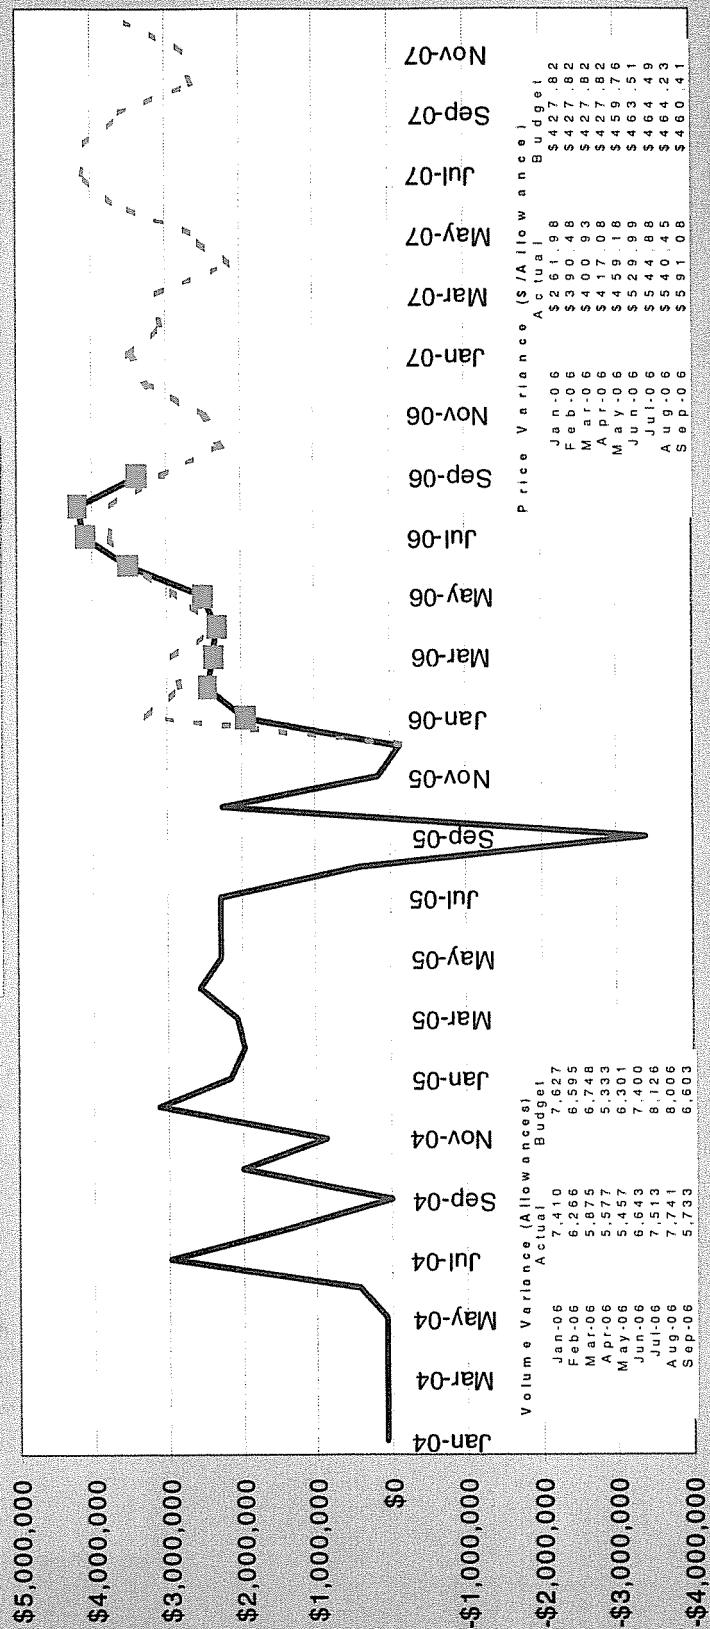 $5,000,000
$4,000,000
$3,000,000
$2,000,000
$1,000,000
$0
-$1,000,000
-$2,000,000
-$3,000,000
-$4,000,000
Jan-04
Mar-04
May-04
Jul-04
Sep-04
Nov-04
Jan-05
Mar-05
May-05
Jul-05
Sep-05
Nov-05
Jan-06
Mar-06
May-06
Jul-06
Sep-06
Nov-06
Jan-07
Mar-07
May-07
Jul-07
Sep-07
Nov-07
Volume Variance (Allowances)
Actual Budget
Jan-06 7,410 7,627
Feb-06 6,266 6,595
Mar-06 5,875 6,748
Apr-06 5,577 5,333
May-06 5,457 6,301
Jun-06 6,643 7,400
Jul-06 7,513 8,126
Aug-06 7,741 8,006
Sep-06 5,733 6,603
Price Variance ($/Allowance)
Actual Budget
Jan-06 $261.98 $427.82
Feb-06 $390.48 $427.82
Mar-06 $400.93 $427.82
Apr-06 $417.08 $427.82
May-06 $459.18 $459.76
Jun-06 $529.99 $463.51
Jul-06 $544.88 $464.49
Aug-06 $540.45 $464.23
Sep-06 $591.08 $460.41